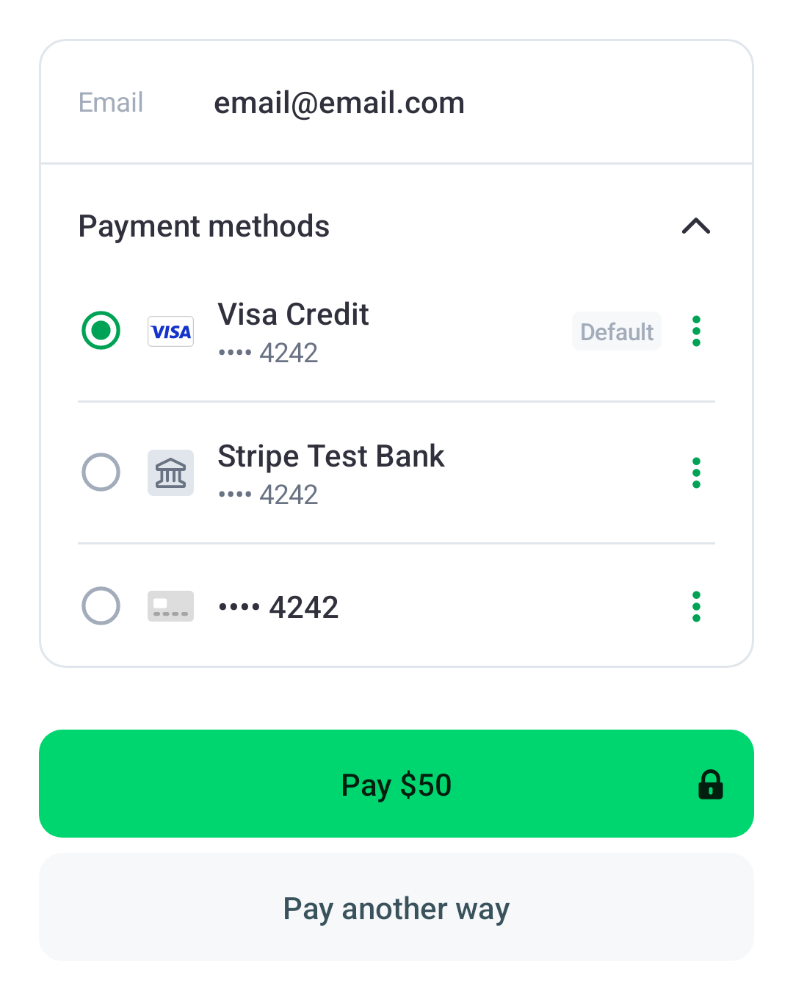 Email email@email.com
Payment methods
VISA Visa Credit Default
•••• 4242
Stripe Test Bank
•••• 4242
•••• 4242
Pay $50
Pay another way